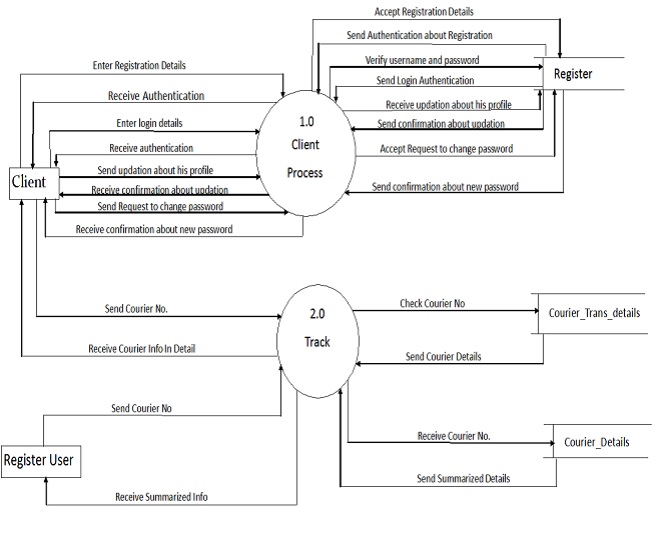 Accept Registration Details
Send Authentication about Registration
Verify username and password
Enter Registration Details
Register
Send Login Authentication
Receive Authentication
Receive updation about his profile
1.0
Client
Process
Enter login details
Send confirmation about updation
Receive authentication
Accept Request to change password
Send updation about his profile
Client
Receive confirmation about updation
Send confirmation about new password
Send Request to change password
Receive confirmation about new password
Send Courier No.
2.0
Track
Check Courier No
Courier_Trans_details
Receive Courier Info In Detail
Send Courier Details
Send Courier No
Receive Courier No.
Courier_Details
Register User
Send Summarized Details
Receive Summarized Info